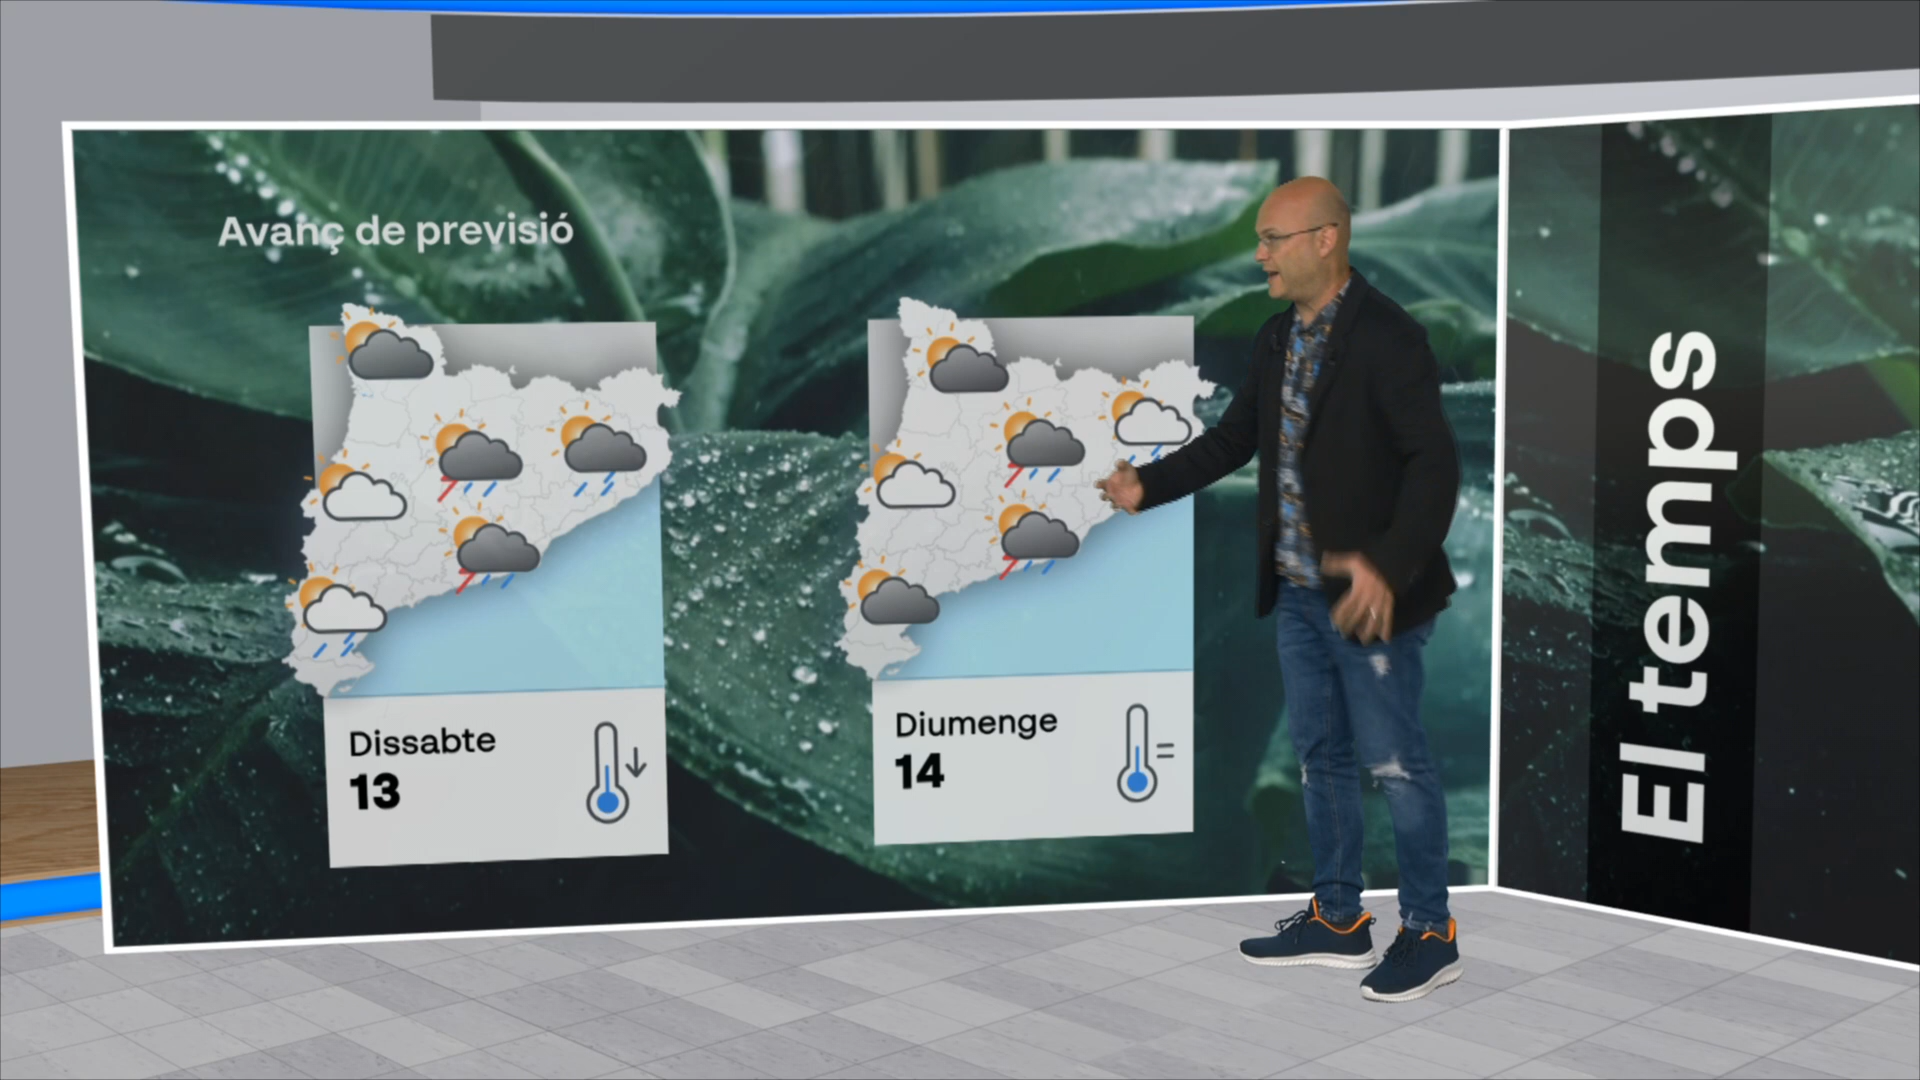 Avanç de previsió
Dissabte
13
Diumenge
14
El temps